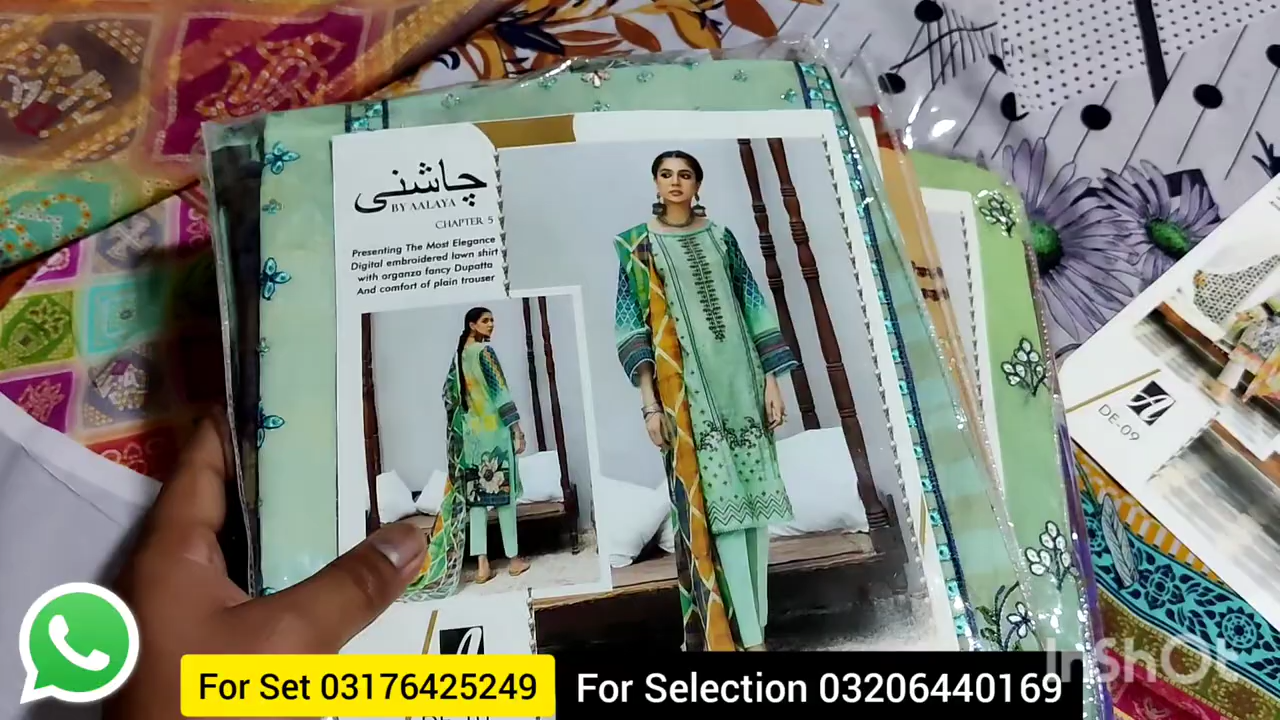 چاشنی
BY AALAYA
CHAPTER 5
Presenting The Most Elegance
Digital embroidered lawn shirt
with organza fancy Dupatta
And comfort of plain trouser
DE-09
For Set 03176425249
For Selection 03206440169
InShOt